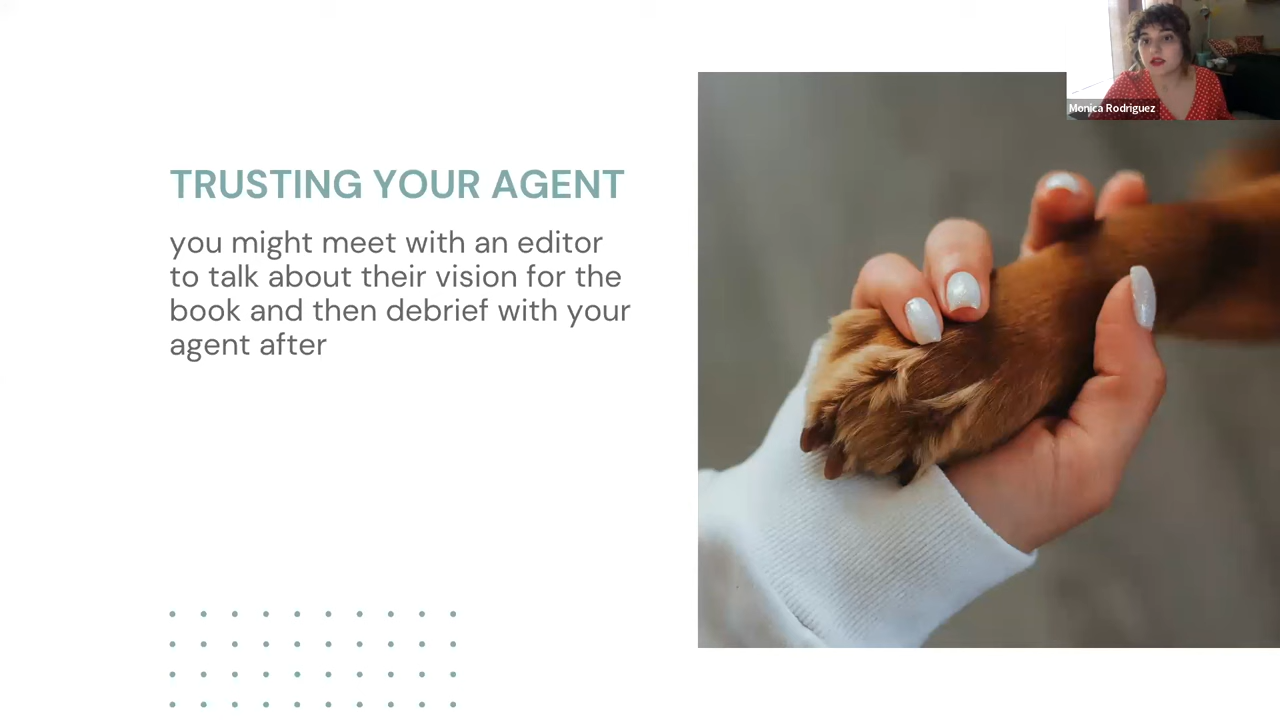 Monica Rodriguez
TRUSTING YOUR AGENT
you might meet with an editor
to talk about their vision for the
book and then debrief with your
agent after